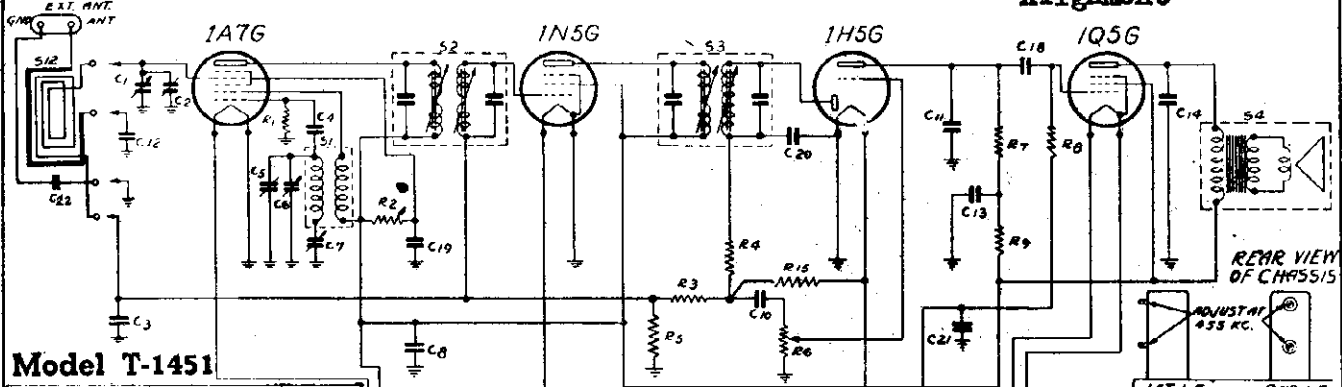 Alignment
EXT. ANT.
GND ANT
S12
1A7G
S2
1N5G
S3
1H5G
C18
1Q5G
C1
C2
R1
C4
C12
S1
C5
C6
C7
R2
C19
C20
C11
R7
R8
C14
S4
C22
C13
R4
R9
R15
R3
C10
C3
C8
R5
R6
C21
REAR VIEW
OF CHASSIS
ADJUST AT
455 KC.
Model T-1451